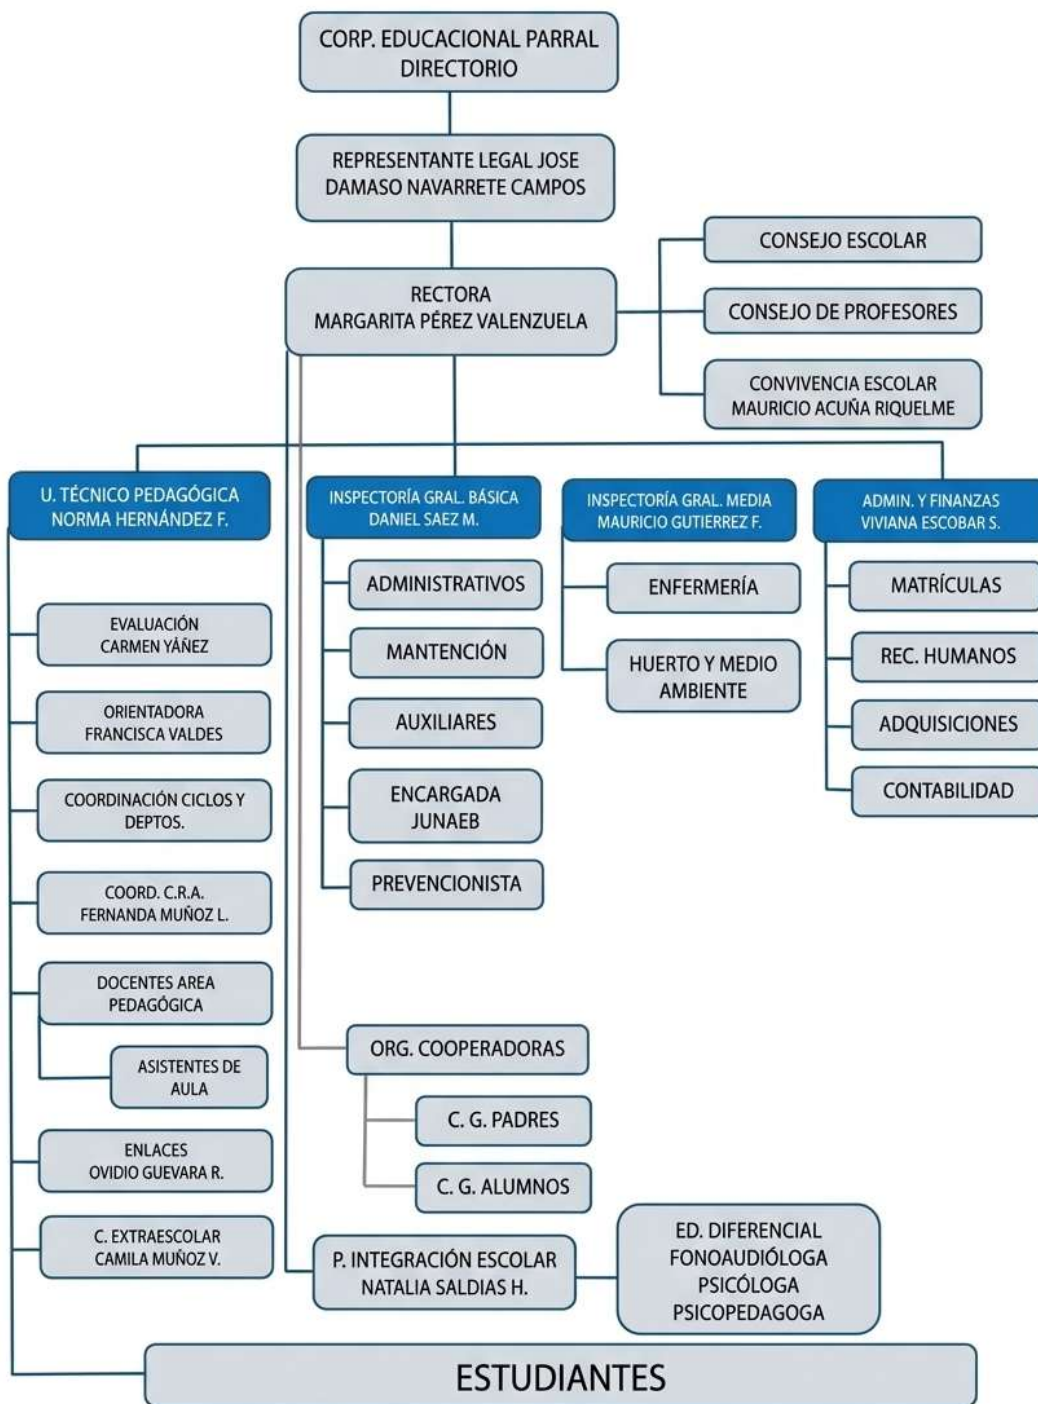 CORP. EDUCACIONAL PARRAL
DIRECTORIO
REPRESENTANTE LEGAL JOSE
DAMASO NAVARRETE CAMPOS
RECTORA
MARGARITA PÉREZ VALENZUELA
CONSEJO ESCOLAR
CONSEJO DE PROFESORES
CONVIVENCIA ESCOLAR
MAURICIO ACUÑA RIQUELME
U. TÉCNICO PEDAGÓGICA
NORMA HERNÁNDEZ F.
EVALUACIÓN
CARMEN YÁÑEZ
ORIENTADORA
FRANCISCA VALDES
COORDINACIÓN CICLOS Y
DEPTOS.
COORD. C.R.A.
FERNANDA MUÑOZ L.
DOCENTES AREA
PEDAGÓGICA
ASISTENTES DE
AULA
ENLACES
OVIDIO GUEVARA R.
C. EXTRAESCOLAR
CAMILA MUÑOZ V.
INSPECTORÍA GRAL. BÁSICA
DANIEL SAEZ M.
ADMINISTRATIVOS
MANTENCIÓN
AUXILIARES
ENCARGADA
JUNAEB
PREVENCIONISTA
INSPECTORÍA GRAL. MEDIA
MAURICIO GUTIERREZ F.
ENFERMERÍA
HUERTO Y MEDIO
AMBIENTE
ADMIN. Y FINANZAS
VIVIANA ESCOBAR S.
MATRÍCULAS
REC. HUMANOS
ADQUISICIONES
CONTABILIDAD
ORG. COOPERADORAS
C. G. PADRES
C. G. ALUMNOS
P. INTEGRACIÓN ESCOLAR
NATALIA SALDIAS H.
ED. DIFERENCIAL
FONOAUDIÓLOGA
PSICÓLOGA
PSICOPEDAGOGA
ESTUDIANTES